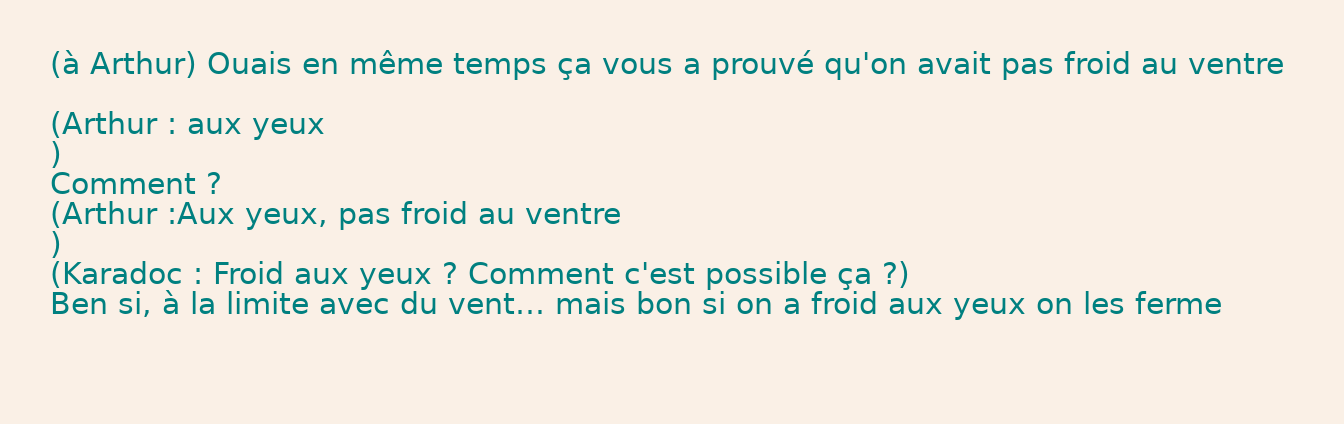 (à Arthur) Ouais en même temps ça vous a prouvé qu'on avait pas froid au ventre
(Arthur : aux yeux
)
Comment ?
(Arthur :Aux yeux, pas froid au ventre
)
(Karadoc : Froid aux yeux ? Comment c'est possible ça ?)
Ben si, à la limite avec du vent… mais bon si on a froid aux yeux on les ferme